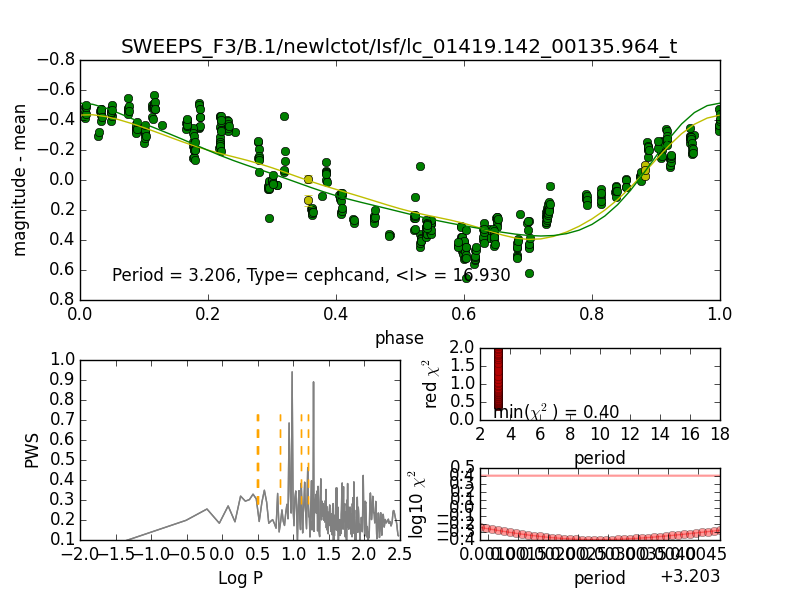 SWEEPS_F3/B.1/newlctot/Isf/lc_01419.142_00135.964_t
magnitude - mean
−0.8
−0.6
−0.4
−0.2
0.0
0.2
0.4
0.6
0.8
Period = 3.206, Type= cephcand, <I> = 16.930
0.0 0.2 0.4 0.6 0.8 1.0
phase
PWS
1.0
0.9
0.8
0.7
0.6
0.5
0.4
0.3
0.2
0.1
−2.0 −1.5 −1.0 −0.5 0.0 0.5 1.0 1.5 2.0 2.5
Log P
red χ²
2.0
1.5
1.0
0.5
0.0
min(χ² ) = 0.40
2 4 6 8 10 12 14 16 18
period
log10 χ²
0.5
0.4
period
+3.203